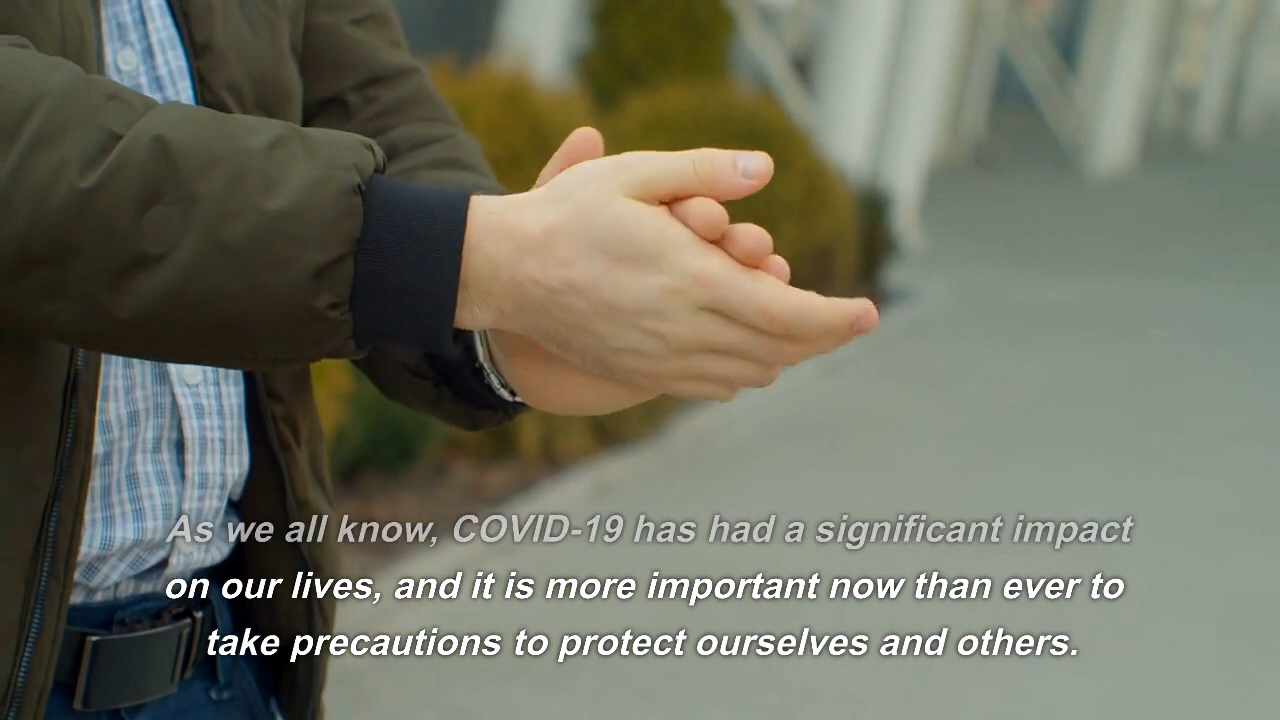 As we all know, COVID-19 has had a significant impact
on our lives, and it is more important now than ever to
take precautions to protect ourselves and others.